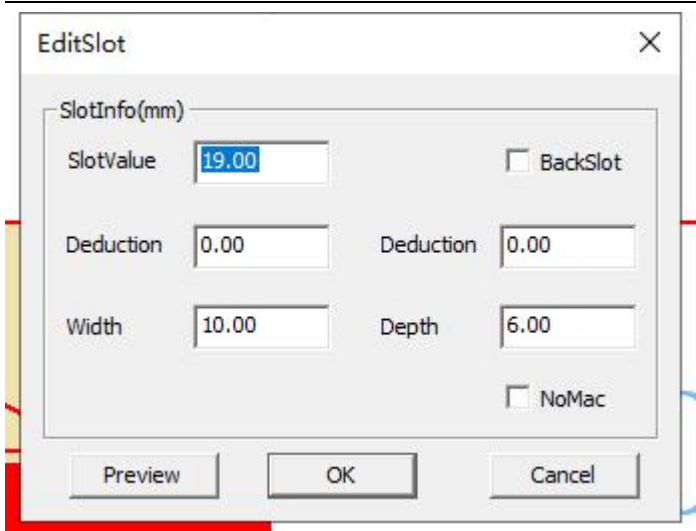 EditSlot
SlotInfo(mm)
SlotValue 19.00 BackSlot
Deduction 0.00 Deduction 0.00
Width 10.00 Depth 6.00
NoMac
Preview OK Cancel